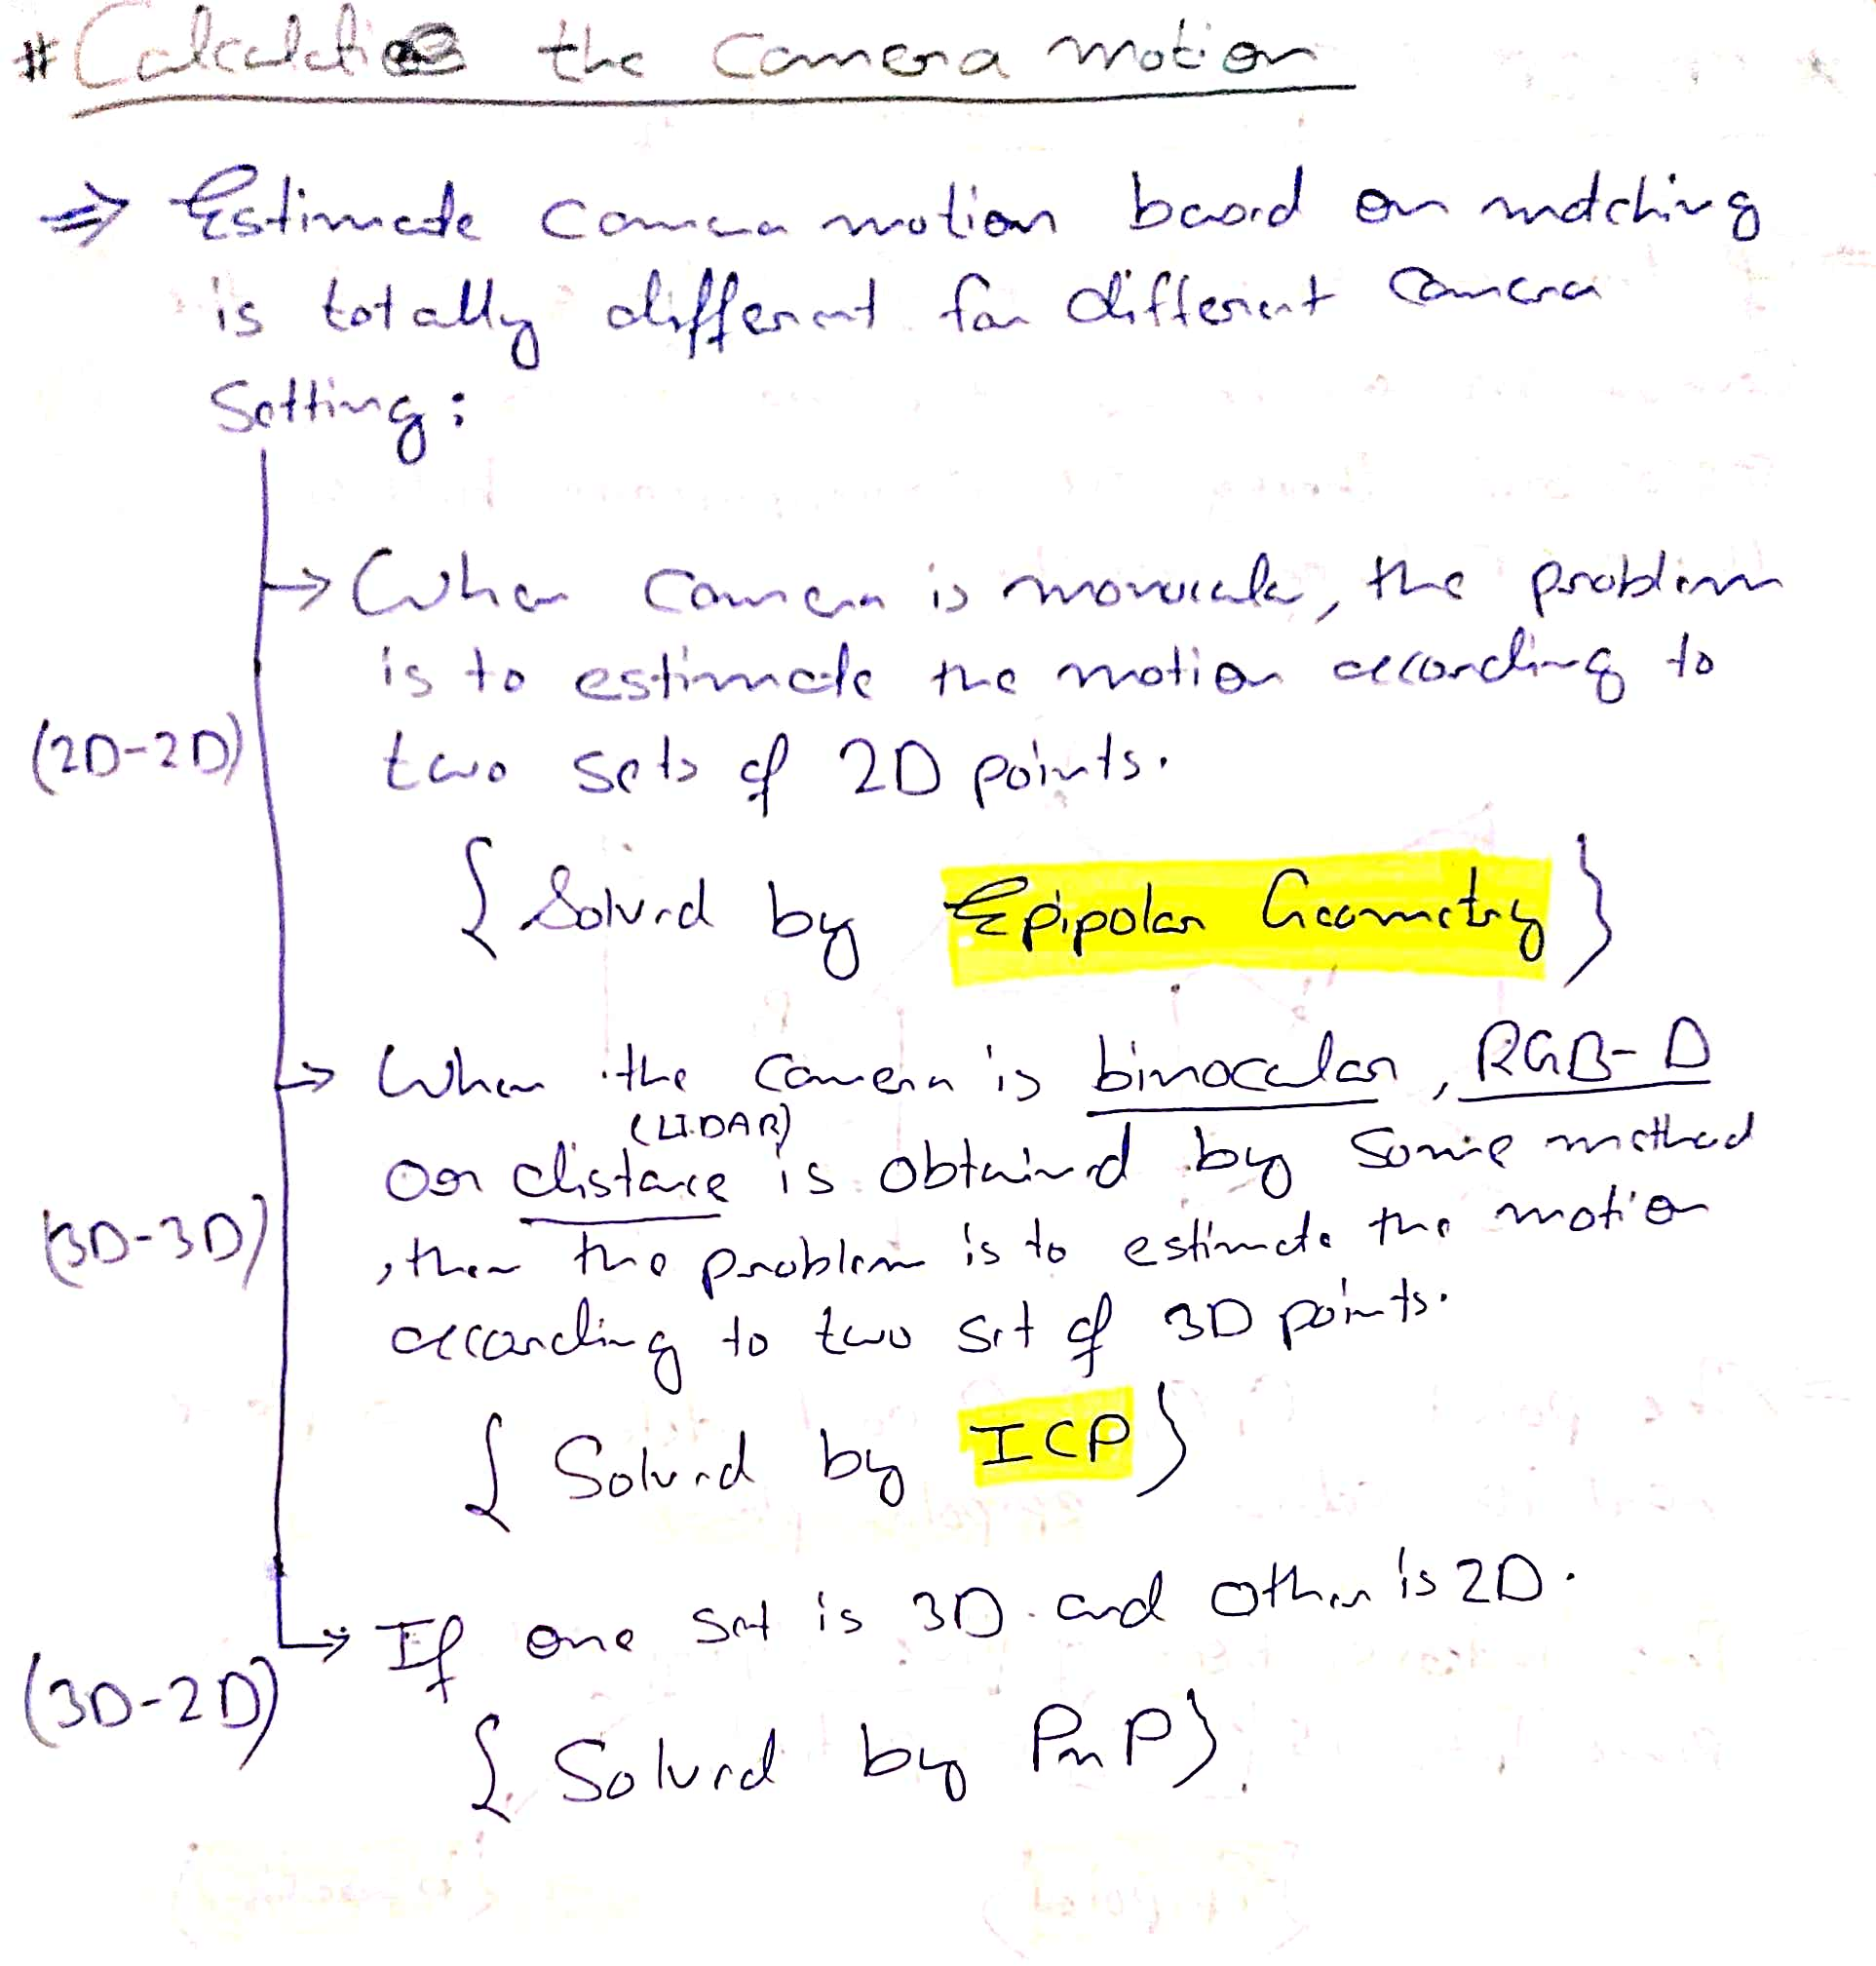 # Calculating the camera motion
⇒ Estimate camera motion based on matching
is totally different for different camera
Setting:
→ When camera is monocular, the problem
is to estimate the motion according to
(2D-2D) two sets of 2D points.
{ Solved by Epipolar Geometry }
→ When the camera is binocular, RGB-D
(LIDAR)
or distance is obtained by some method
(3D-3D) , then the problem is to estimate the motion
according to two set of 3D points.
{ Solved by ICP }
→ If one set is 3D and other is 2D.
(3D-2D)
{ Solved by PnP }